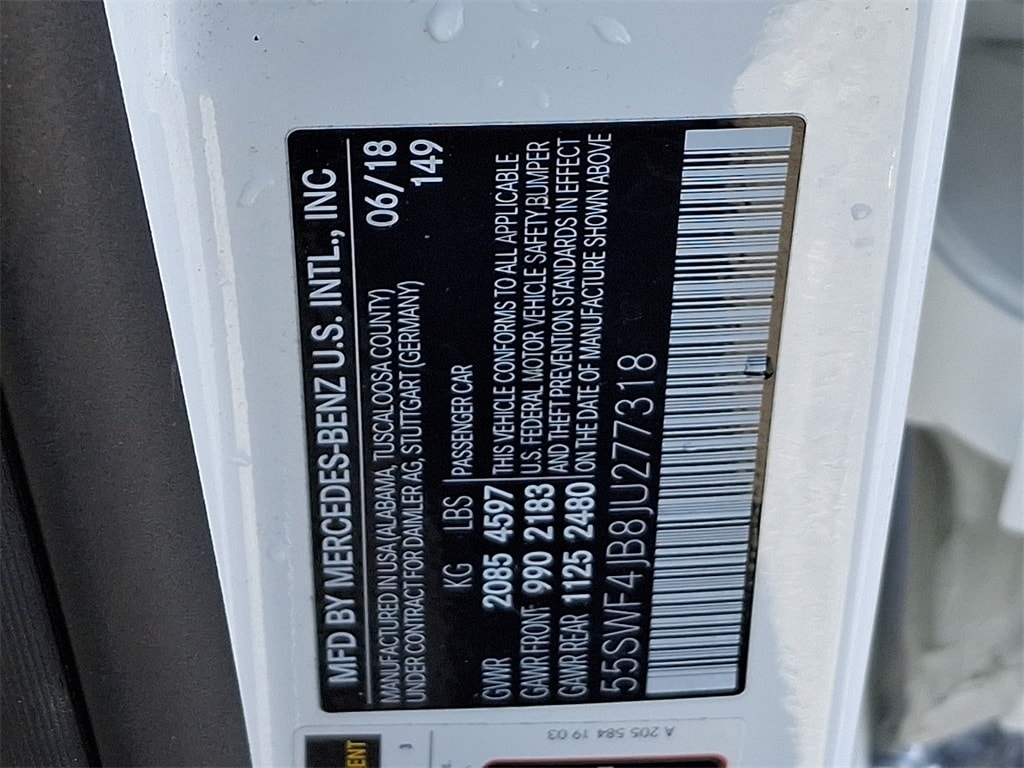 MFD BY MERCEDES-BENZ U.S. INTL., INC
MANUFACTURED IN USA (ALABAMA, TUSCALOOSA COUNTY) 06/18
UNDER CONTRACT FOR DAIMLER AG, STUTTGART (GERMANY) 149
KG LBS PASSENGER CAR
GVWR 2085 4597 THIS VEHICLE CONFORMS TO ALL APPLICABLE
GAWR FRONT 990 2183 U.S. FEDERAL MOTOR VEHICLE SAFETY,BUMPER
GAWR REAR 1125 2480 AND THEFT PREVENTION STANDARDS IN EFFECT
ON THE DATE OF MANUFACTURE SHOWN ABOVE
55SWF4JB8JU277318
A 205 584 19 03
ENT
3